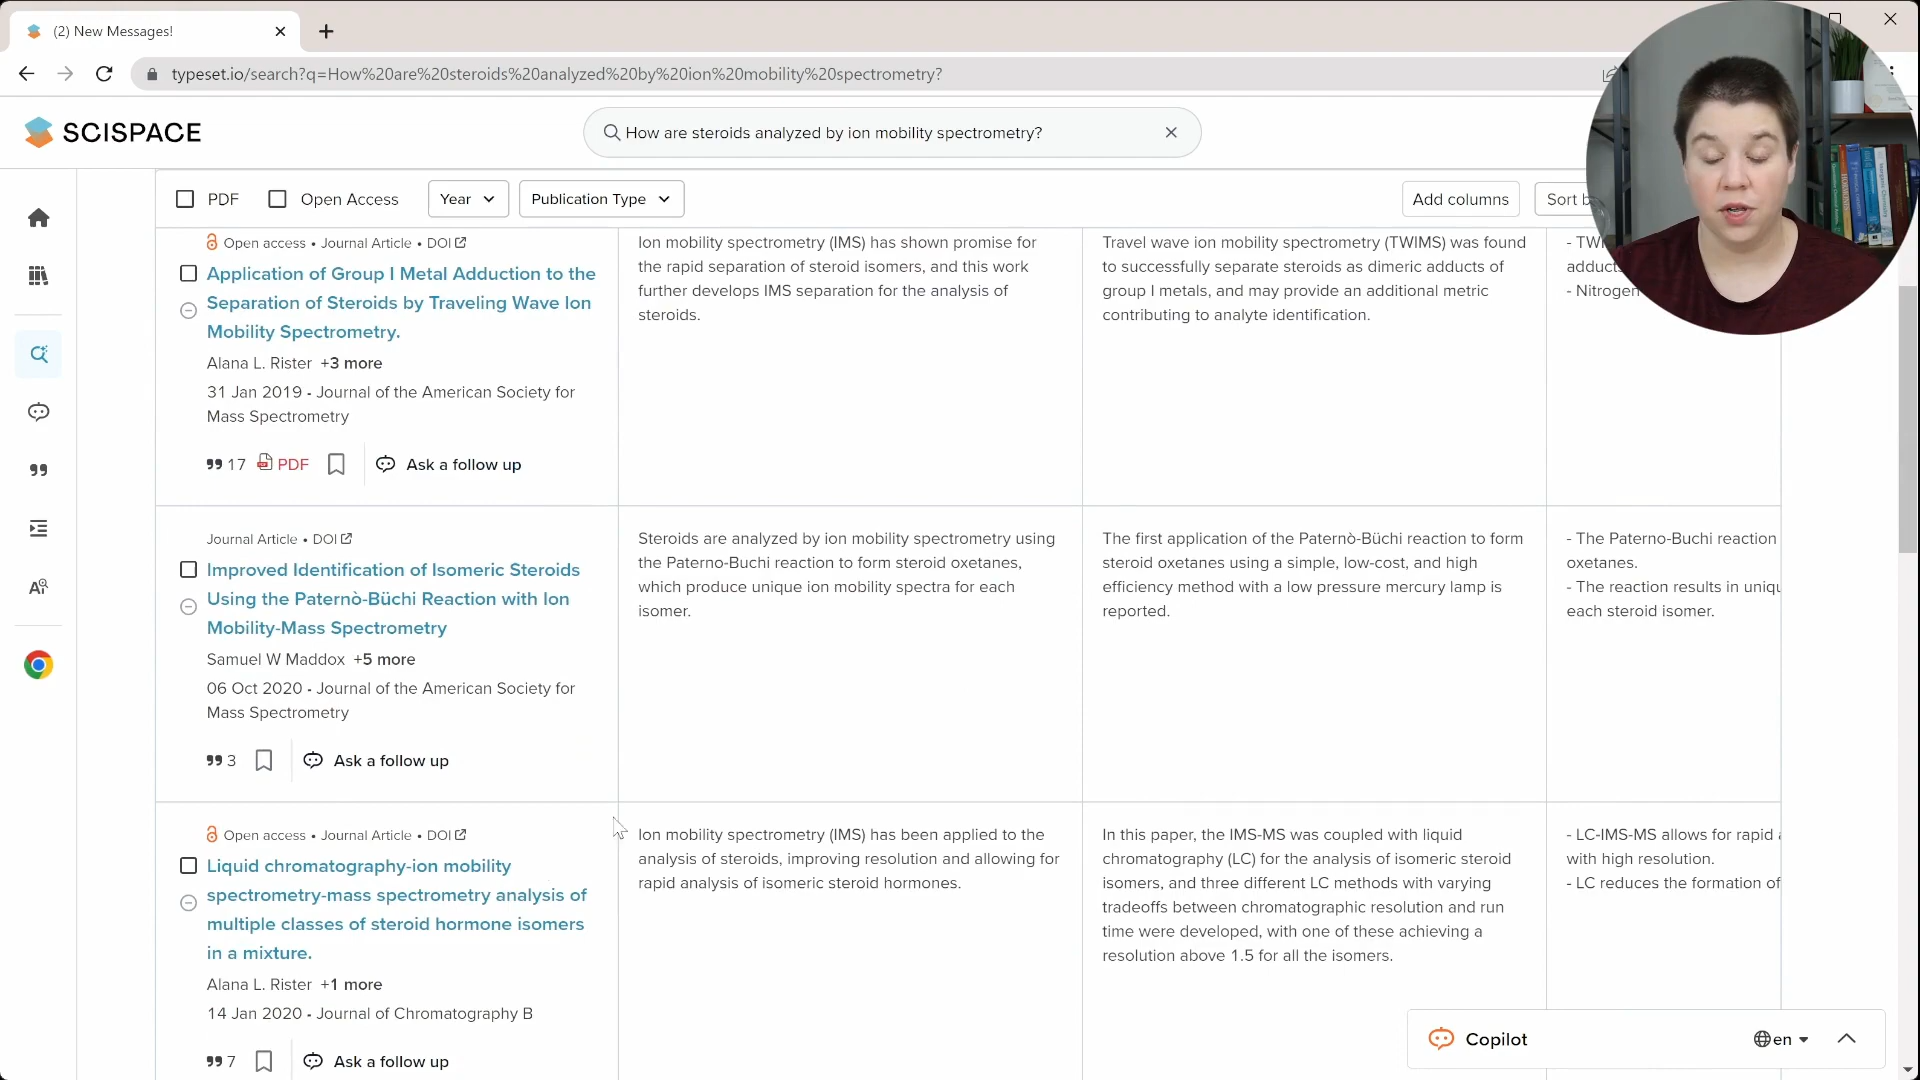 (2) New Messages!
typeset.io/search?q=How%20are%20steroids%20analyzed%20by%20ion%20mobility%20spectrometry?
SCISPACE
How are steroids analyzed by ion mobility spectrometry?
PDF
Open Access
Year
Publication Type
Add columns
Sort
Open access • Journal Article • DOI
Application of Group I Metal Adduction to the
Separation of Steroids by Traveling Wave Ion
Mobility Spectrometry.
Alana L. Rister +3 more
31 Jan 2019 - Journal of the American Society for
Mass Spectrometry
17
PDF
Ask a follow up
Ion mobility spectrometry (IMS) has shown promise for
the rapid separation of steroid isomers, and this work
further develops IMS separation for the analysis of
steroids.
Travel wave ion mobility spectrometry (TWIMS) was found
to successfully separate steroids as dimeric adducts of
group I metals, and may provide an additional metric
contributing to analyte identification.
adducts
- Nitrogen
Journal Article • DOI
Improved Identification of Isomeric Steroids
Using the Paternò-Büchi Reaction with Ion
Mobility-Mass Spectrometry
Samuel W Maddox +5 more
06 Oct 2020 - Journal of the American Society for
Mass Spectrometry
3
Ask a follow up
Steroids are analyzed by ion mobility spectrometry using
the Paterno-Buchi reaction to form steroid oxetanes,
which produce unique ion mobility spectra for each
isomer.
The first application of the Paternò-Büchi reaction to form
steroid oxetanes using a simple, low-cost, and high
efficiency method with a low pressure mercury lamp is
reported.
- The Paterno-Buchi reaction
oxetanes.
- The reaction results in
each steroid isomer.
Open access • Journal Article • DOI
Liquid chromatography-ion mobility
spectrometry-mass spectrometry analysis of
multiple classes of steroid hormone isomers
in a mixture.
Alana L. Rister +1 more
14 Jan 2020 - Journal of Chromatography B
7
Ask a follow up
Ion mobility spectrometry (IMS) has been applied to the
analysis of steroids, improving resolution and allowing for
rapid analysis of isomeric steroid hormones.
In this paper, the IMS-MS was coupled with liquid
chromatography (LC) for the analysis of isomeric steroid
isomers, and three different LC methods with varying
tradeoffs between chromatographic resolution and run
time were developed, with one of these achieving a
resolution above 1.5 for all the isomers.
- LC-IMS-MS allows for rapid
with high resolution.
- LC reduces the formation of
Copilot
en